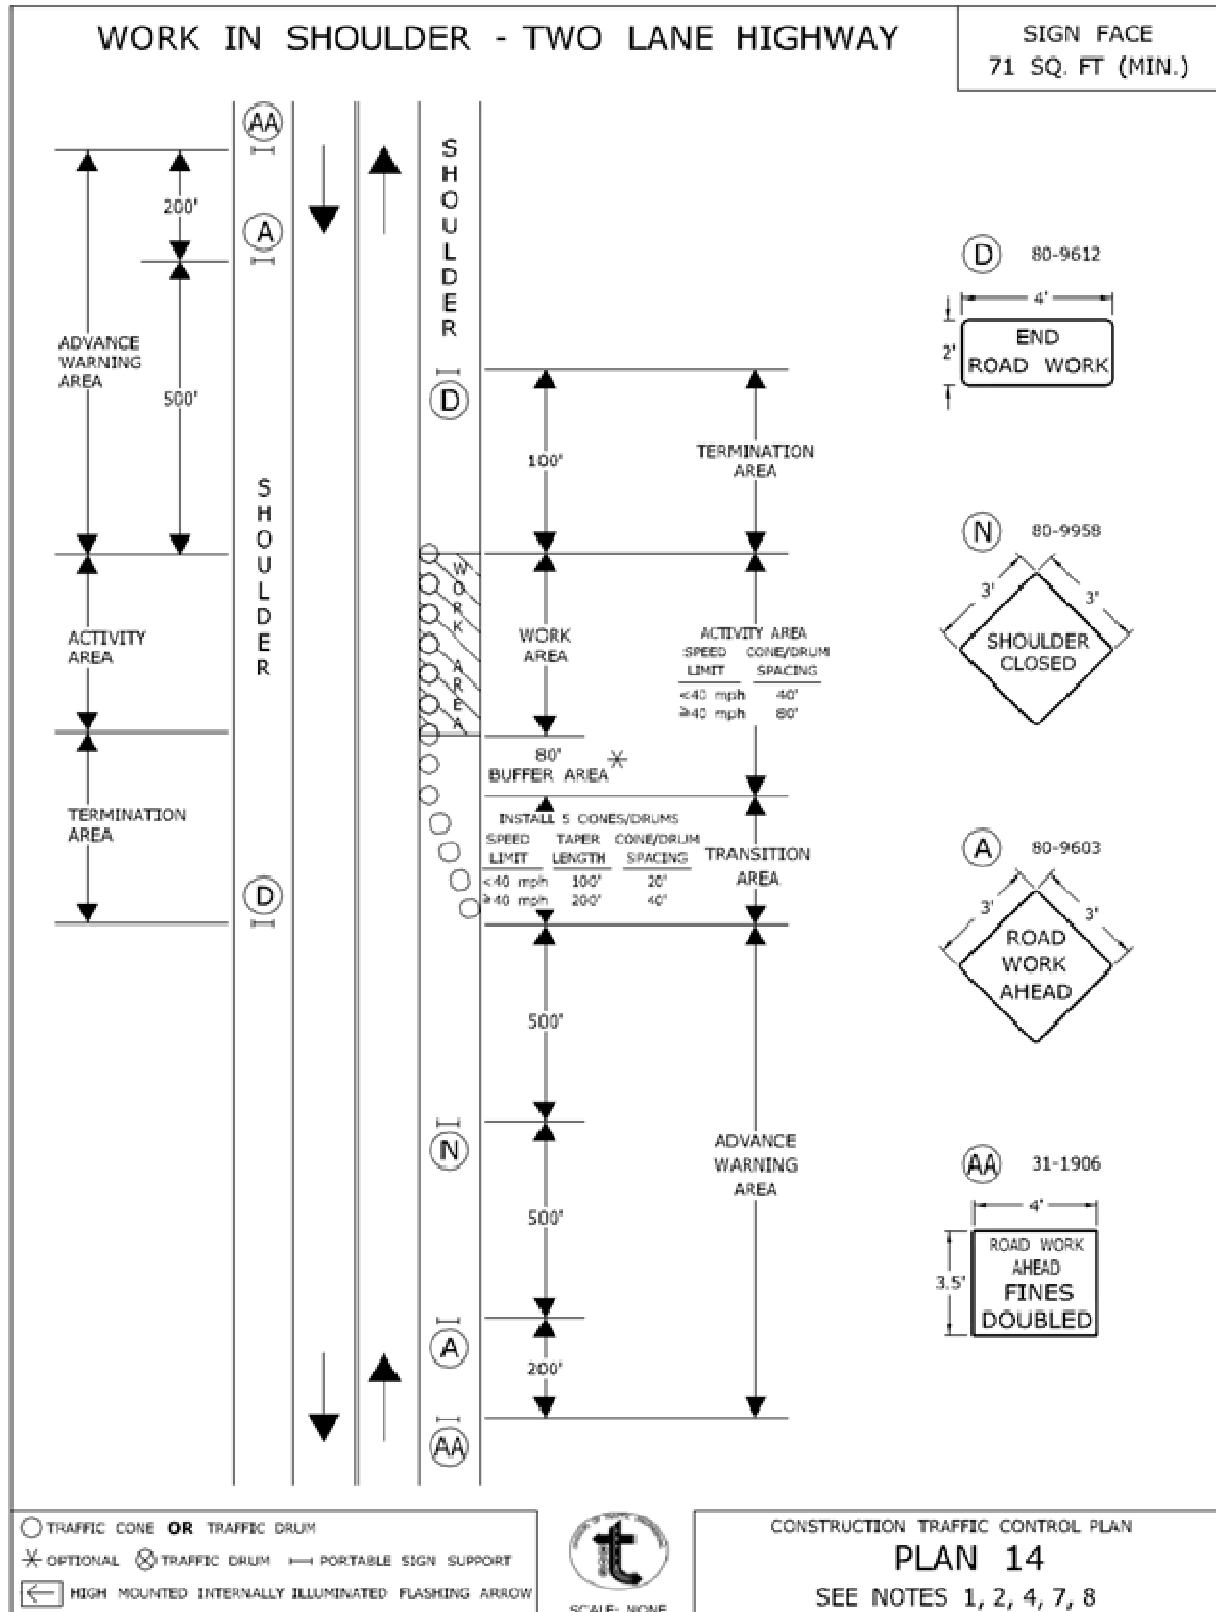 WORK IN SHOULDER - TWO LANE HIGHWAY
SIGN FACE
71 SQ. FT (MIN.)
AA
200'
A
ADVANCE
WARNING
AREA
500'
SHOULDER
ACTIVITY
AREA
TERMINATION
AREA
D
SHOULDER
D
100'
TERMINATION
AREA
WORK AREA
WORK
AREA
ACTIVITY AREA
SPEED CONE/DRUM
LIMIT SPACING
<40 mph 40'
≥40 mph 80'
80'
BUFFER AREA *
INSTALL 5 CONES/DRUMS
SPEED TAPER CONE/DRUM
LIMIT LENGTH SPACING
<40 mph 100' 20'
≥40 mph 200' 40'
TRANSITION
AREA
500'
N
500'
ADVANCE
WARNING
AREA
A
200'
AA
D 80-9612
4'
2'
END
ROAD WORK
N 80-9958
3' 3'
SHOULDER
CLOSED
A 80-9603
3' 3'
ROAD
WORK
AHEAD
AA 31-1906
4'
3.5'
ROAD WORK
AHEAD
FINES
DOUBLED
TRAFFIC CONE OR TRAFFIC DRUM
* OPTIONAL TRAFFIC DRUM PORTABLE SIGN SUPPORT
HIGH MOUNTED INTERNALLY ILLUMINATED FLASHING ARROW
t
SCALE: NONE
CONSTRUCTION TRAFFIC CONTROL PLAN
PLAN 14
SEE NOTES 1, 2, 4, 7, 8